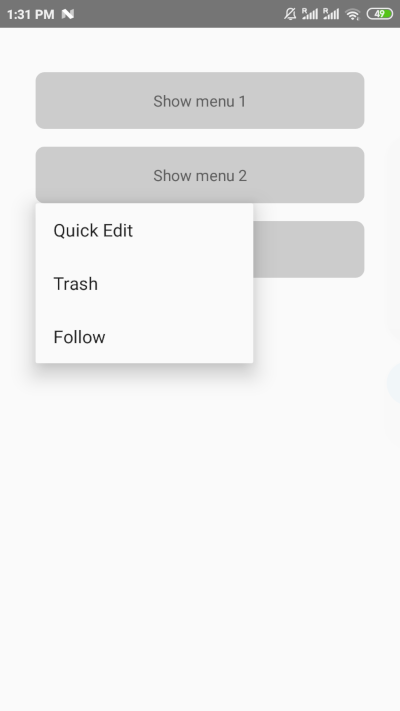 1:31 PM
R R 49
Show menu 1
Show menu 2
Quick Edit
Trash
Follow